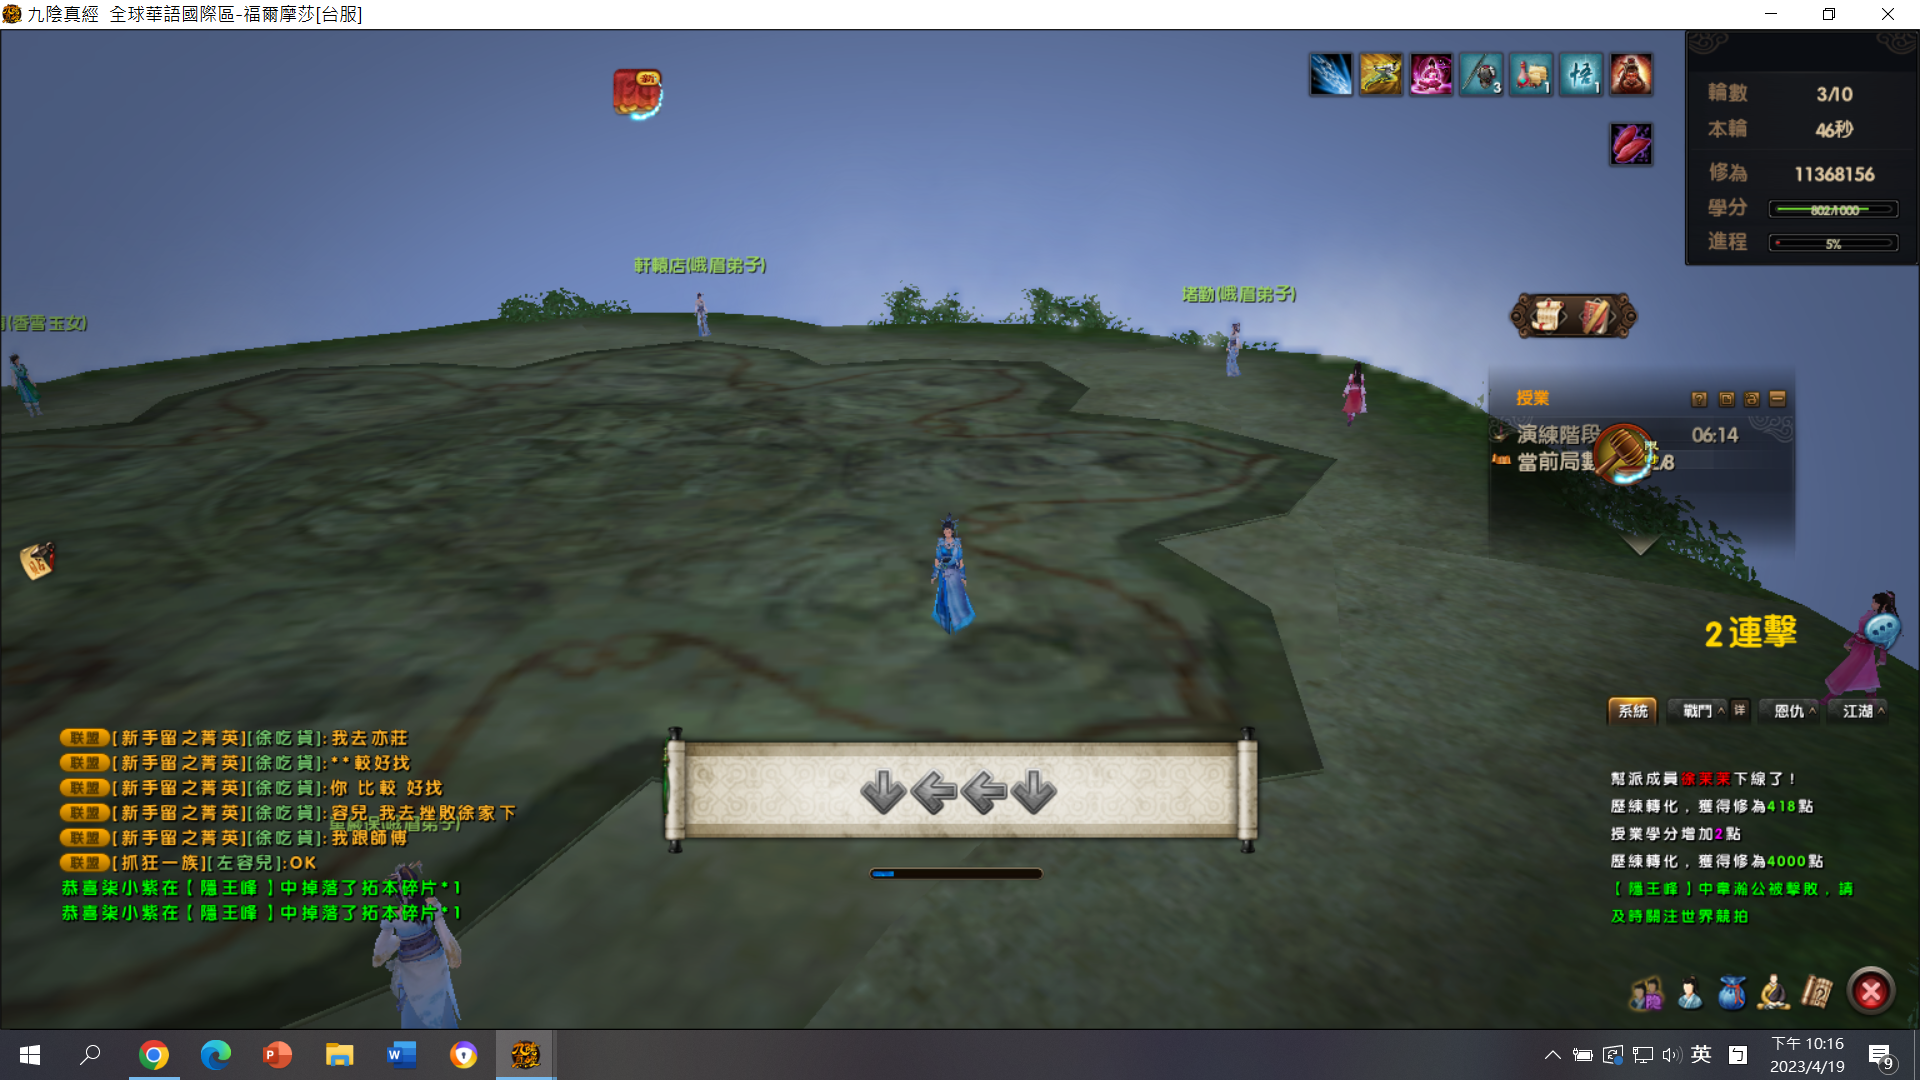 九陰真經 全球華語國際區-福爾摩莎[台服]
新
3
1
悟1
輪數 3/10
本輪 46秒
修為 11368156
學分 802/1000
進程 5%
軒轅店(峨眉弟子)
堵勤(峨眉弟子)
(香雪玉女)
授業
演練階段 06:14
當前局數
/8
2連擊
系統 戰鬥 详 恩仇 江湖
联盟[新手留之菁英][徐吃貨]:我去亦莊
联盟[新手留之菁英][徐吃貨]:**較好找
联盟[新手留之菁英][徐吃貨]:你 比較 好找
联盟[新手留之菁英][徐吃貨]:容兒 我去挫敗徐家下
联盟[新手留之菁英][徐吃貨]:我跟師傅
联盟[抓狂一族][左容兒]:OK
恭喜柒小紫在【隱王峰】中掉落了拓本碎片*1
恭喜柒小紫在【隱王峰】中掉落了拓本碎片*1
幫派成員徐茉茉下線了！
歷練轉化，獲得修為418點
授業學分增加2點
歷練轉化，獲得修為4000點
【隱王峰】中韋瀚公被擊敗，請
及時關注世界競拍
英
下午 10:16
2023/4/19
9